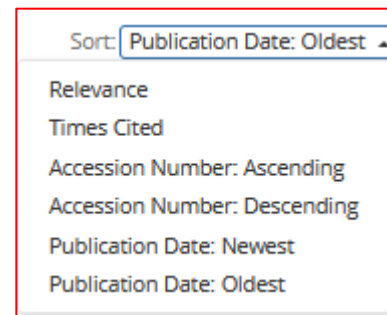 Sort: Publication Date: Oldest
Relevance
Times Cited
Accession Number: Ascending
Accession Number: Descending
Publication Date: Newest
Publication Date: Oldest